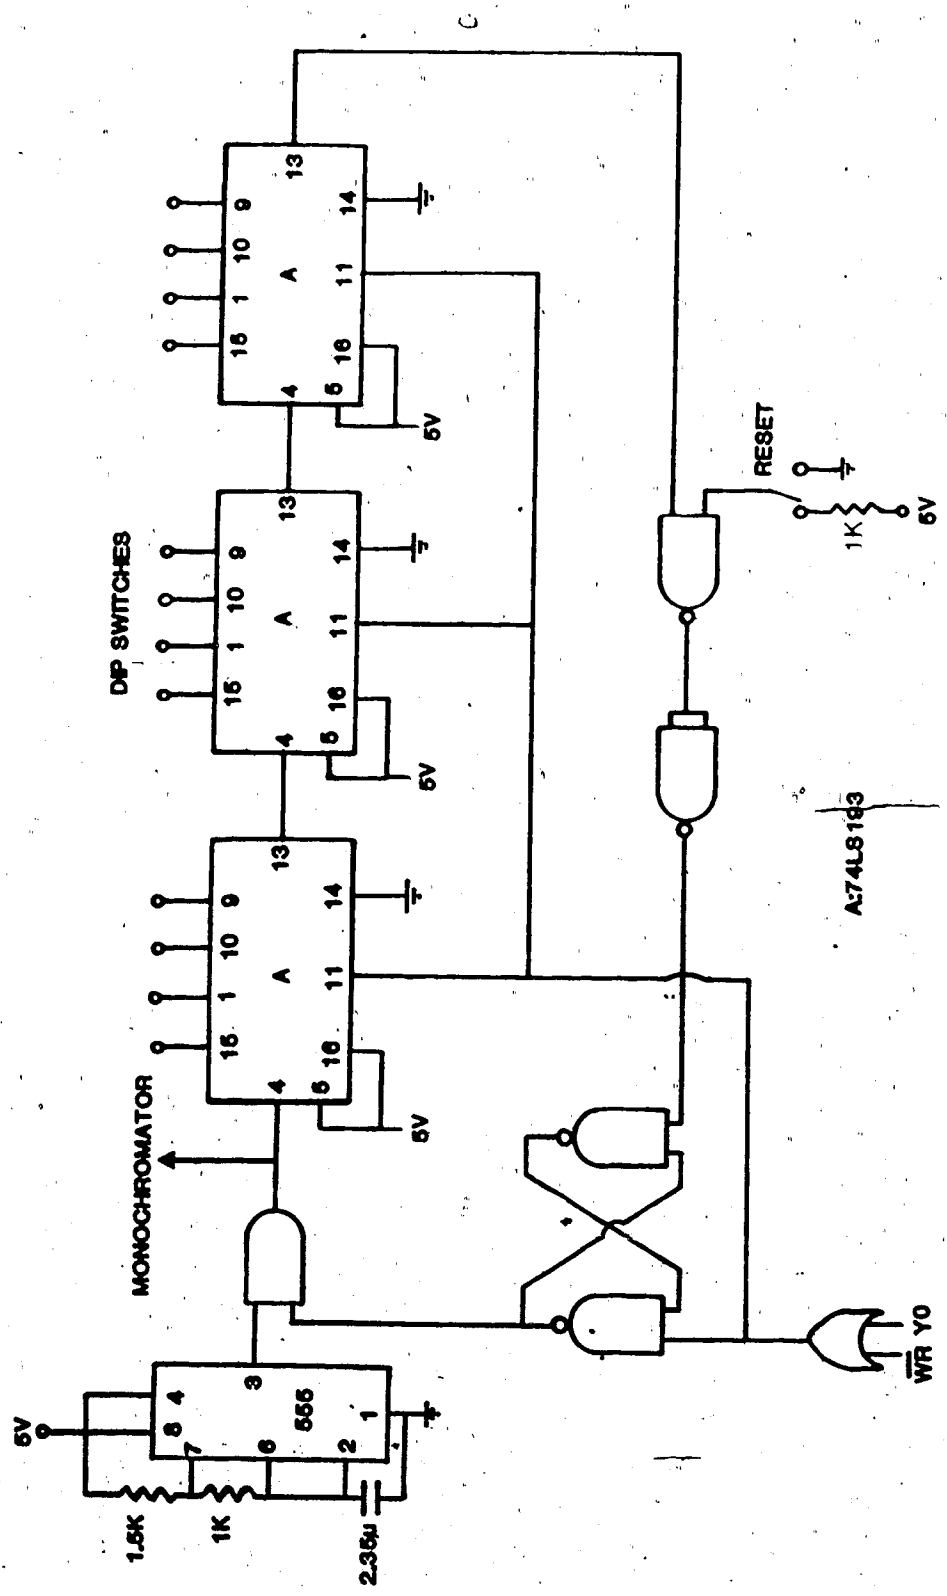 5V
1.5K
1K
2.35µ
8
4
7
6
2
3
555
1
MONOCHROMATOR
DIP SWITCHES
15
1
10
9
4
5
16
A
11
14
13
5V
15
1
10
9
4
5
16
A
11
14
13
5V
15
1
10
9
4
5
16
A
11
14
13
5V
RESET
1K
5V
A:74LS193
WR Y0